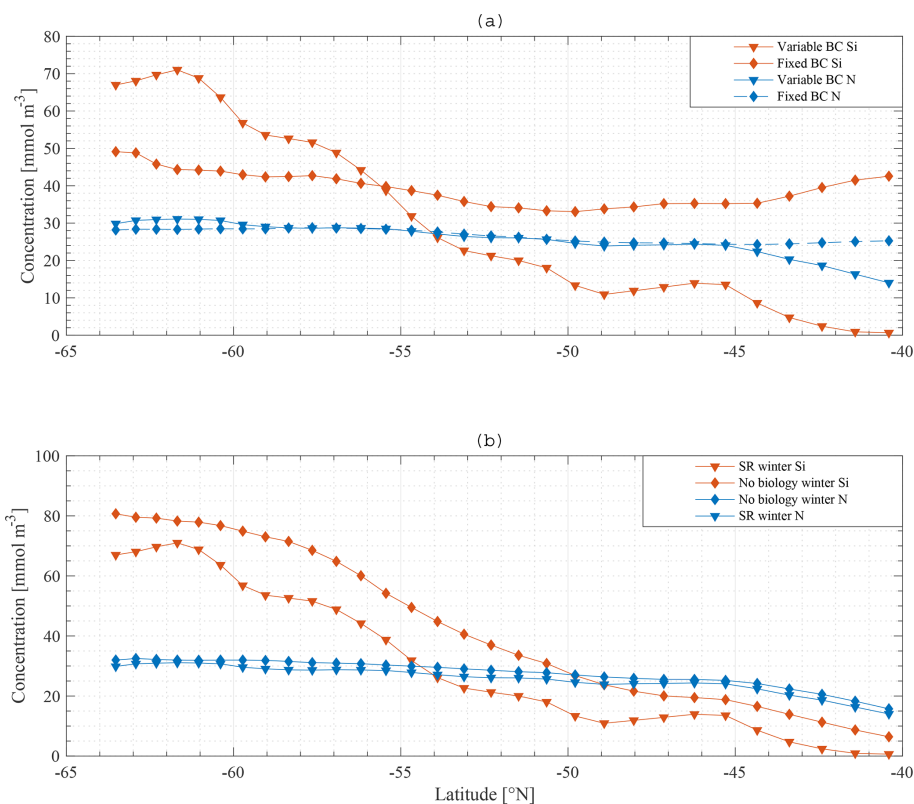 (a)
80
70
60
50
40
30
20
10
0
Concentration [mmol m⁻³]
Variable BC Si
Fixed BC Si
Variable BC N
Fixed BC N
-65 -60 -55 -50 -45 -40
(b)
100
80
60
40
20
0
Concentration [mmol m⁻³]
SR winter Si
No biology winter Si
No biology winter N
SR winter N
-65 -60 -55 -50 -45 -40
Latitude [°N]